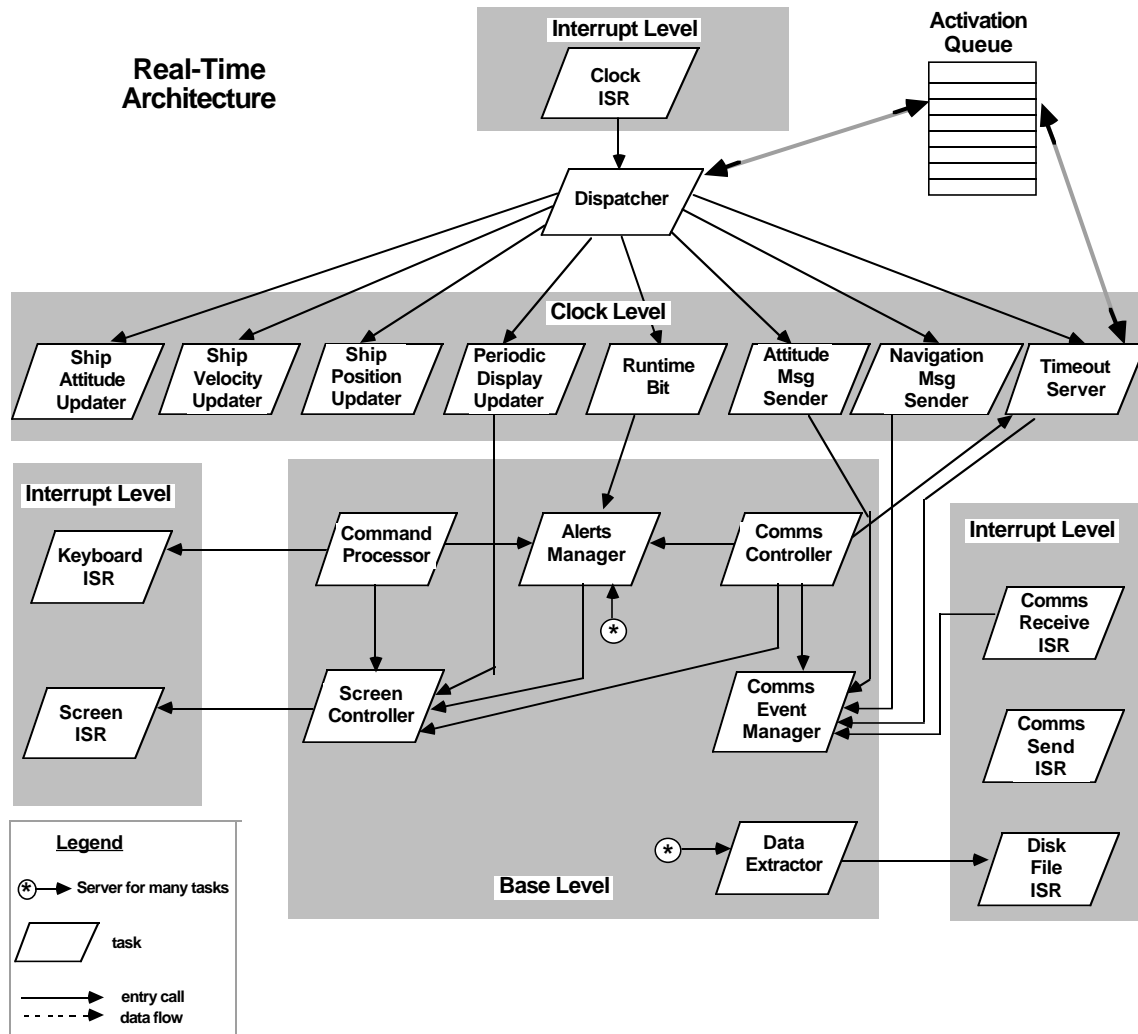 Real-Time
Architecture
Interrupt Level
Clock
ISR
Activation
Queue
Dispatcher
Clock Level
Ship
Attitude
Updater
Ship
Velocity
Updater
Ship
Position
Updater
Periodic
Display
Updater
Runtime
Bit
Attitude
Msg
Sender
Navigation
Msg
Sender
Timeout
Server
Interrupt Level
Keyboard
ISR
Screen
ISR
Command
Processor
Alerts
Manager
Comms
Controller
*
Screen
Controller
Comms
Event
Manager
*
Data
Extractor
Base Level
Interrupt Level
Comms
Receive
ISR
Comms
Send
ISR
Disk
File
ISR
Legend
* Server for many tasks
task
entry call
data flow